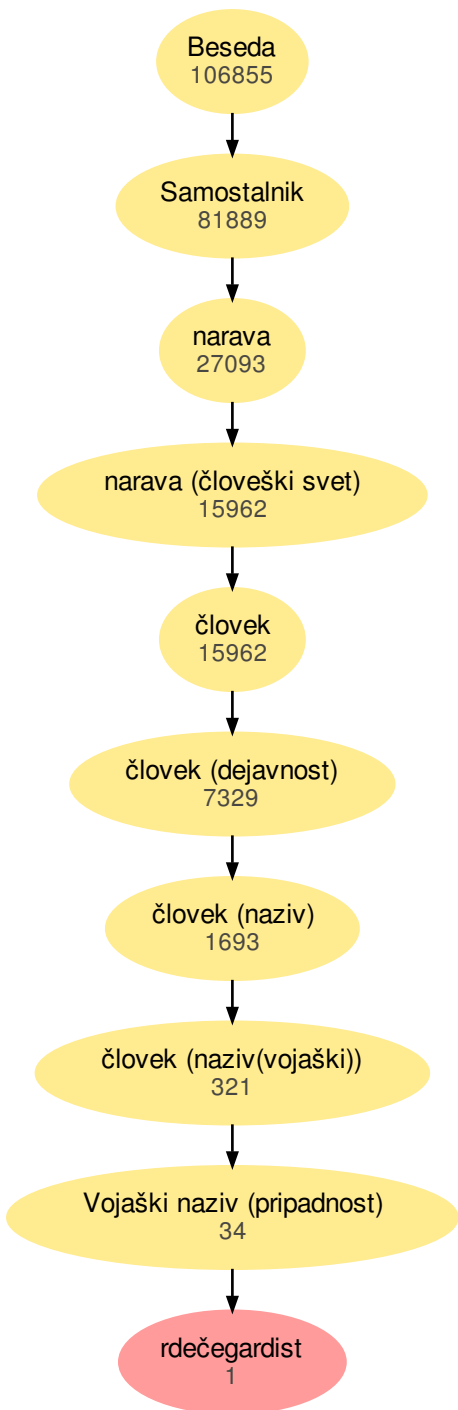 Beseda
106855
Samostalnik
81889
narava
27093
narava (človeški svet)
15962
človek
15962
človek (dejavnost)
7329
človek (naziv)
1693
človek (naziv(vojaški))
321
Vojaški naziv (pripadnost)
34
rdečegardist
1